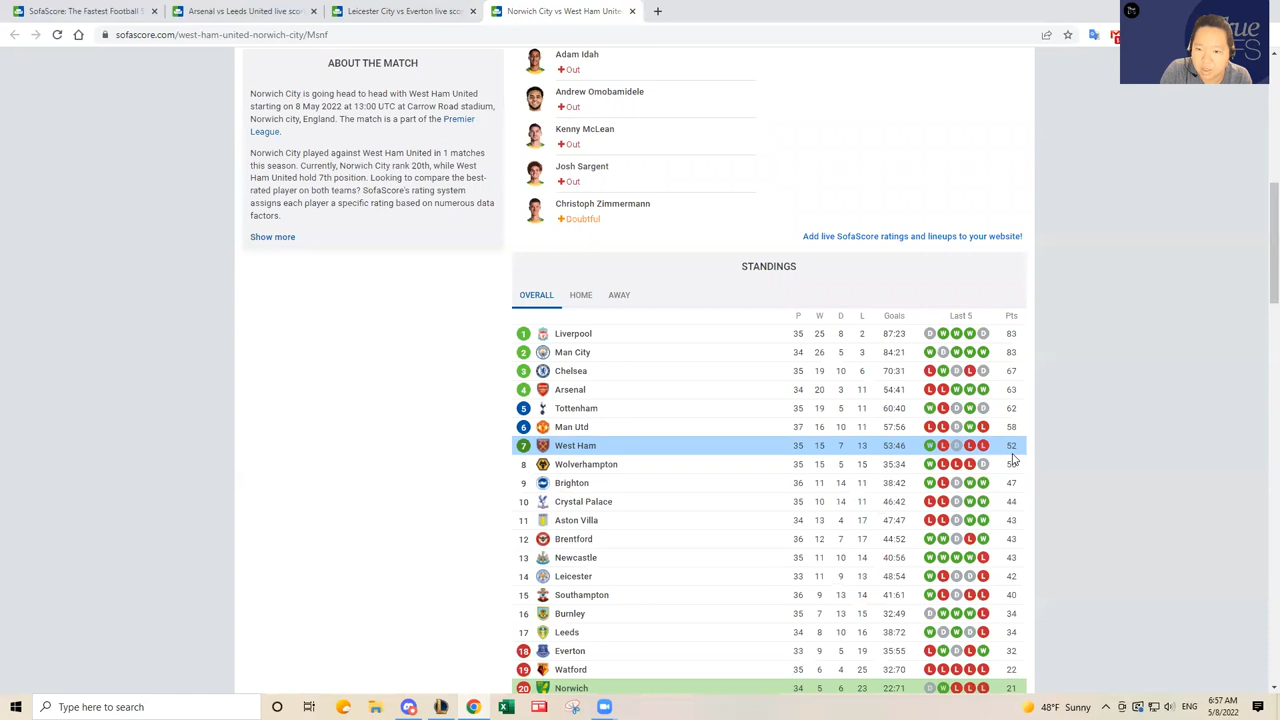 SofaScore: The Fastest Football S
Arsenal vs Leeds United live sco
Leicester City vs Everton live sco
Norwich City vs West Ham Unite
sofascore.com/west-ham-united-norwich-city/Msnf
ABOUT THE MATCH
Norwich City is going head to head with West Ham United
starting on 8 May 2022 at 13:00 UTC at Carrow Road stadium,
Norwich city, England. The match is a part of the Premier
League.
Norwich City played against West Ham United in 1 matches
this season. Currently, Norwich City rank 20th, while West
Ham United hold 7th position. Looking to compare the best-
rated player on both teams? SofaScore's rating system
assigns each player a specific rating based on numerous data
factors.
Show more
Adam Idah
Out
Andrew Omobamidele
Out
Kenny McLean
Out
Josh Sargent
Out
Christoph Zimmermann
Doubtful
Add live SofaScore ratings and lineups to your website!
STANDINGS
OVERALL HOME AWAY
P W D L Goals Last 5 Pts
1 Liverpool 35 25 8 2 87:23 D W W W D 83
2 Man City 34 26 5 3 84:21 W D W W W 83
3 Chelsea 35 19 10 6 70:31 L W D L D 67
4 Arsenal 34 20 3 11 54:41 L L W W W 63
5 Tottenham 35 19 5 11 60:40 W L D W D 62
6 Man Utd 37 16 10 11 57:56 L L D W L 58
7 West Ham 35 15 7 13 53:46 W L D L L 52
8 Wolverhampton 35 15 5 15 35:34 W L L L D
9 Brighton 36 11 14 11 38:42 W L D W W 47
10 Crystal Palace 35 10 14 11 46:42 L L D W W 44
11 Aston Villa 34 13 4 17 47:47 L L D W W 43
12 Brentford 36 12 7 17 44:52 W W D L W 43
13 Newcastle 35 11 10 14 40:56 W W W W L 43
14 Leicester 33 11 9 13 48:54 W L D D L 42
15 Southampton 36 9 13 14 41:61 W L D L L 40
16 Burnley 35 7 13 15 32:49 D W W W L 34
17 Leeds 34 8 10 16 38:72 W D W D L 34
18 Everton 33 9 5 19 35:55 L W D L W 32
19 Watford 35 6 4 25 32:70 L L L L L 22
20 Norwich 34 5 6 23 22:71 D W L L L 21
Type here to search
48°F Sunny
ENG
6:57 AM
5/8/2022